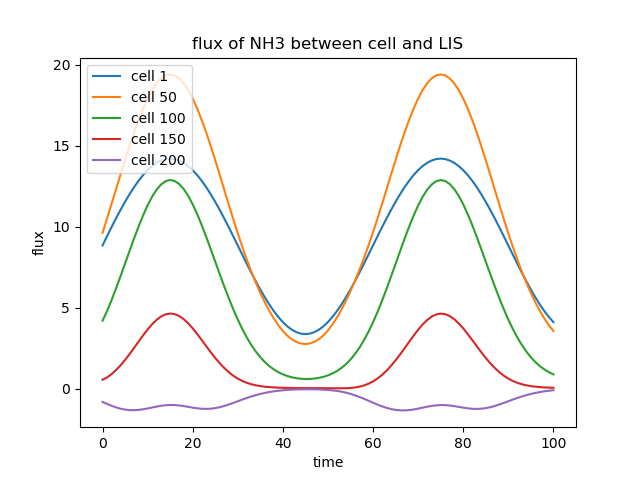 flux of NH3 between cell and LIS
cell 1
cell 50
cell 100
cell 150
cell 200
20
15
10
5
0
flux
0 20 40 60 80 100
time